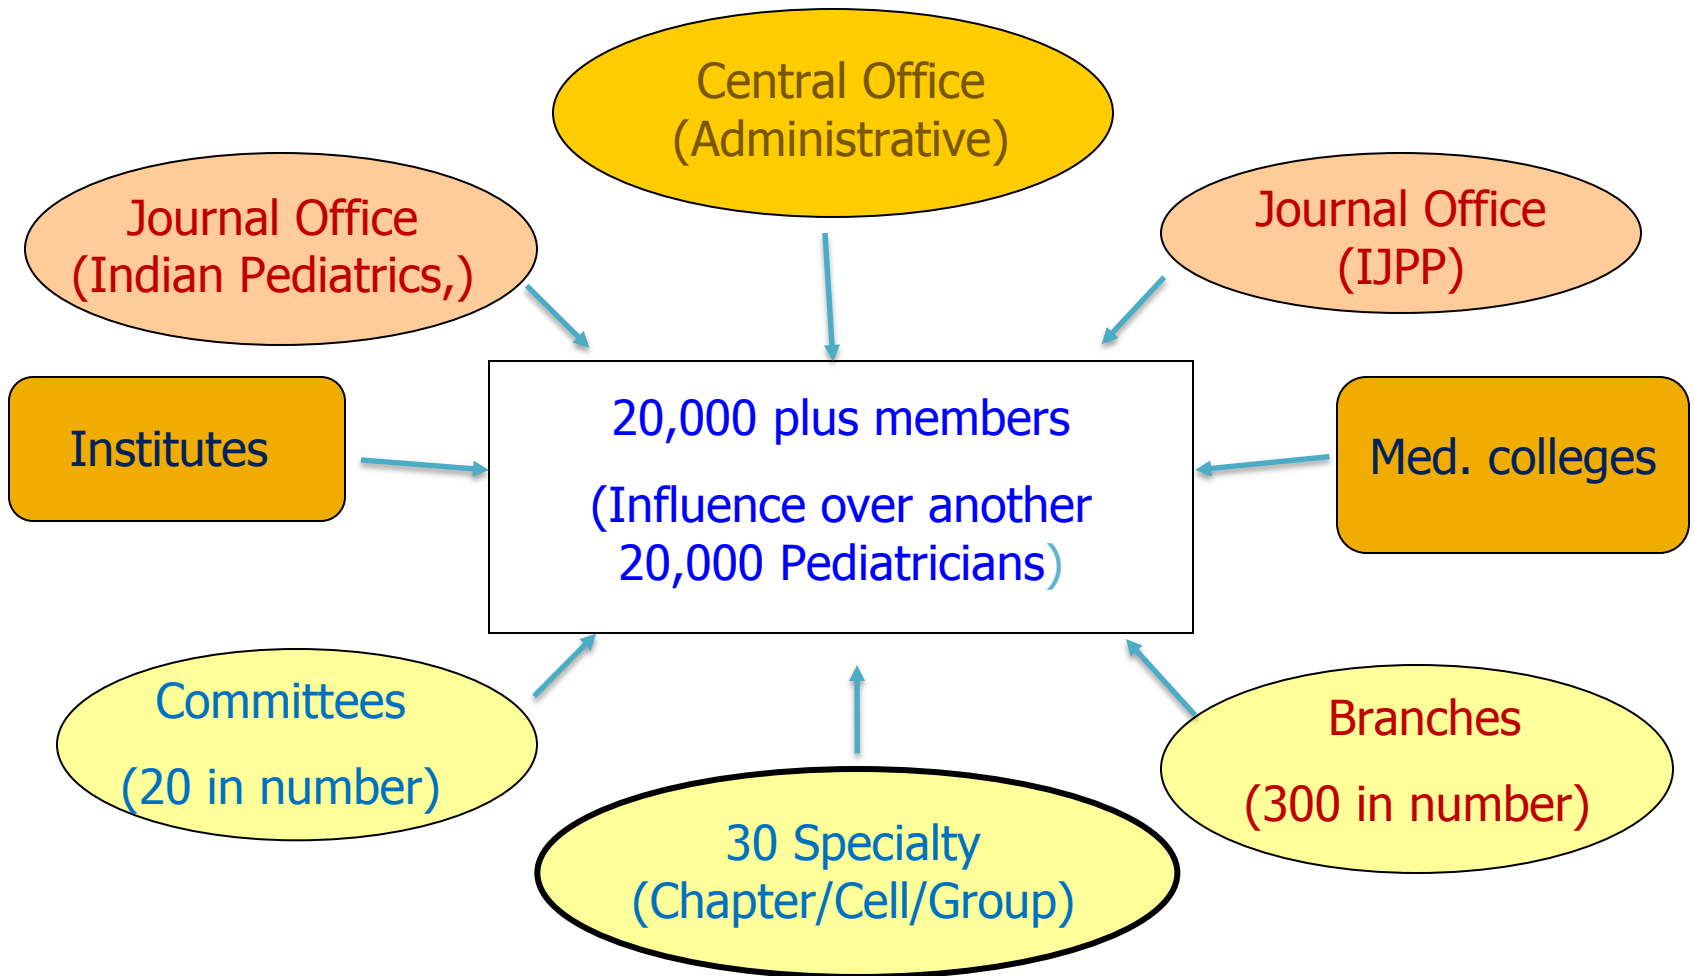 Central Office
(Administrative)
Journal Office
(Indian Pediatrics,)
Journal Office
(IJPP)
Institutes
20,000 plus members
(Influence over another
20,000 Pediatricians)
Med. colleges
Committees
(20 in number)
30 Specialty
(Chapter/Cell/Group)
Branches
(300 in number)